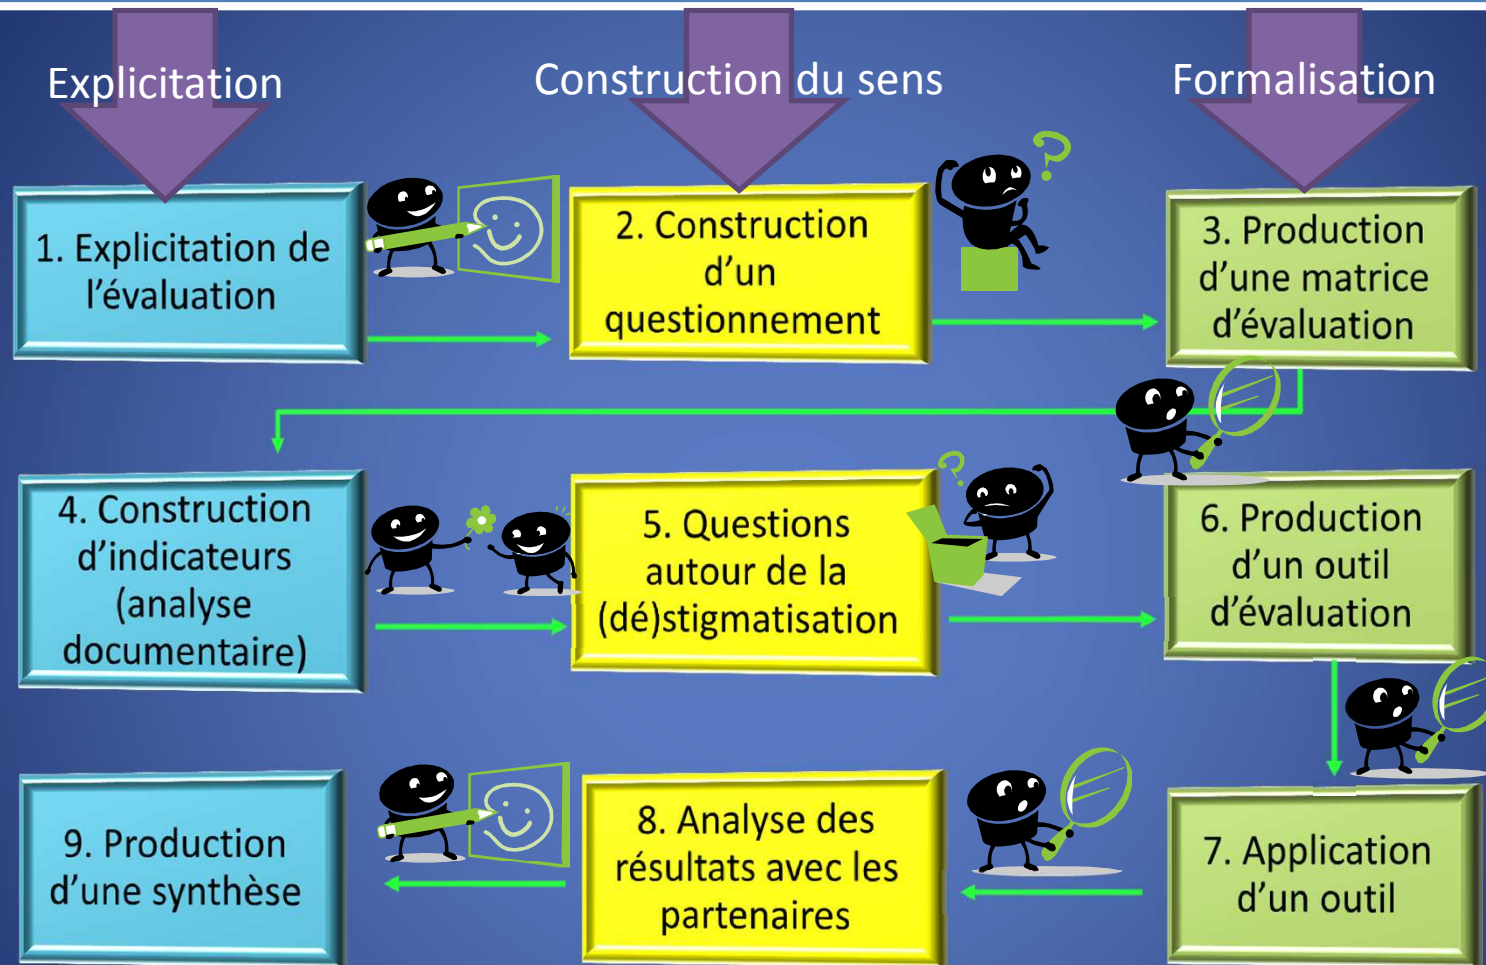 Explicitation
Construction du sens
Formalisation
1. Explicitation de
l'évaluation
2. Construction
d'un
questionnement
?
3. Production
d'une matrice
d'évaluation
4. Construction
d'indicateurs
(analyse
documentaire)
5. Questions
autour de la
(dé)stigmatisation
?
6. Production
d'un outil
d'évaluation
9. Production
d'une synthèse
8. Analyse des
résultats avec les
partenaires
7. Application
d'un outil